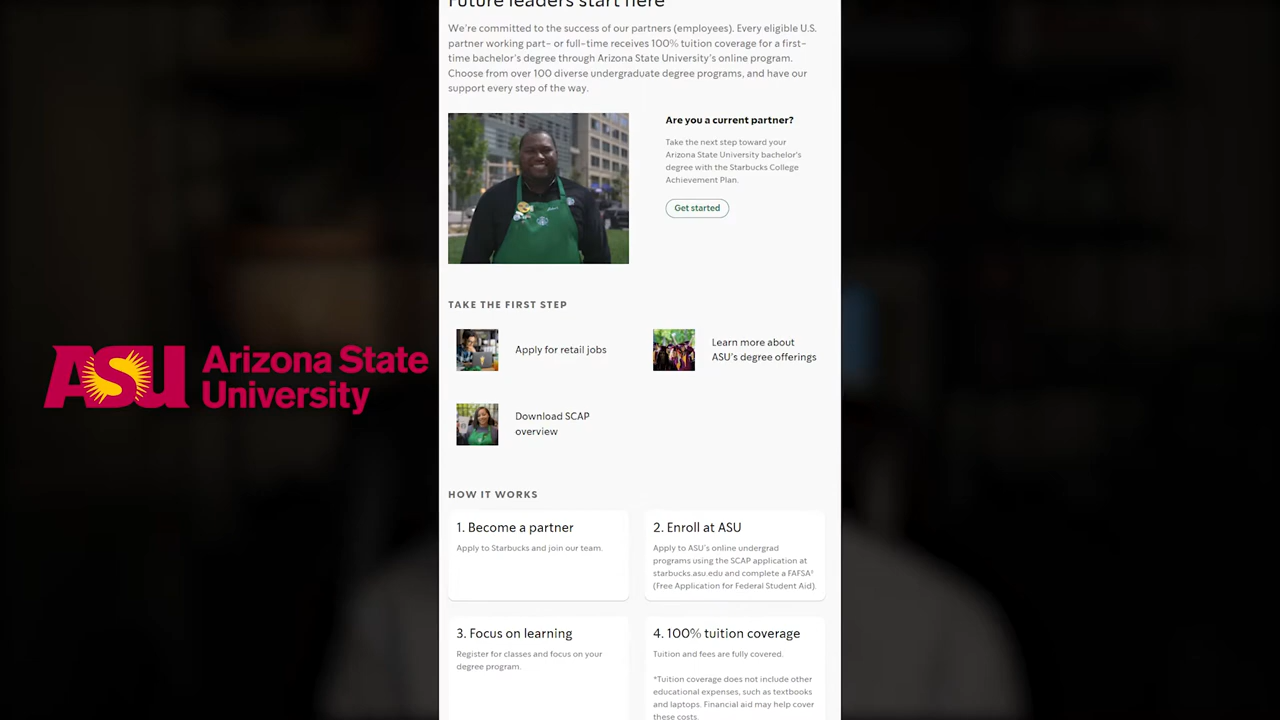 Future leaders start here
We're committed to the success of our partners (employees). Every eligible U.S.
partner working part- or full-time receives 100% tuition coverage for a first-
time bachelor's degree through Arizona State University's online program.
Choose from over 100 diverse undergraduate degree programs, and have our
support every step of the way.
Are you a current partner?
Take the next step toward your
Arizona State University bachelor's
degree with the Starbucks College
Achievement Plan.
Get started
TAKE THE FIRST STEP
Apply for retail jobs
Learn more about
ASU's degree offerings
Download SCAP
overview
ASU Arizona State
University
HOW IT WORKS
1. Become a partner
Apply to Starbucks and join our team.
2. Enroll at ASU
Apply to ASU's online undergrad
programs using the SCAP application at
starbucks.asu.edu and complete a FAFSA²
(Free Application for Federal Student Aid).
3. Focus on learning
Register for classes and focus on your
degree program.
4. 100% tuition coverage
Tuition and fees are fully covered.
*Tuition coverage does not include other
educational expenses, such as textbooks
and laptops. Financial aid may help cover
these costs.